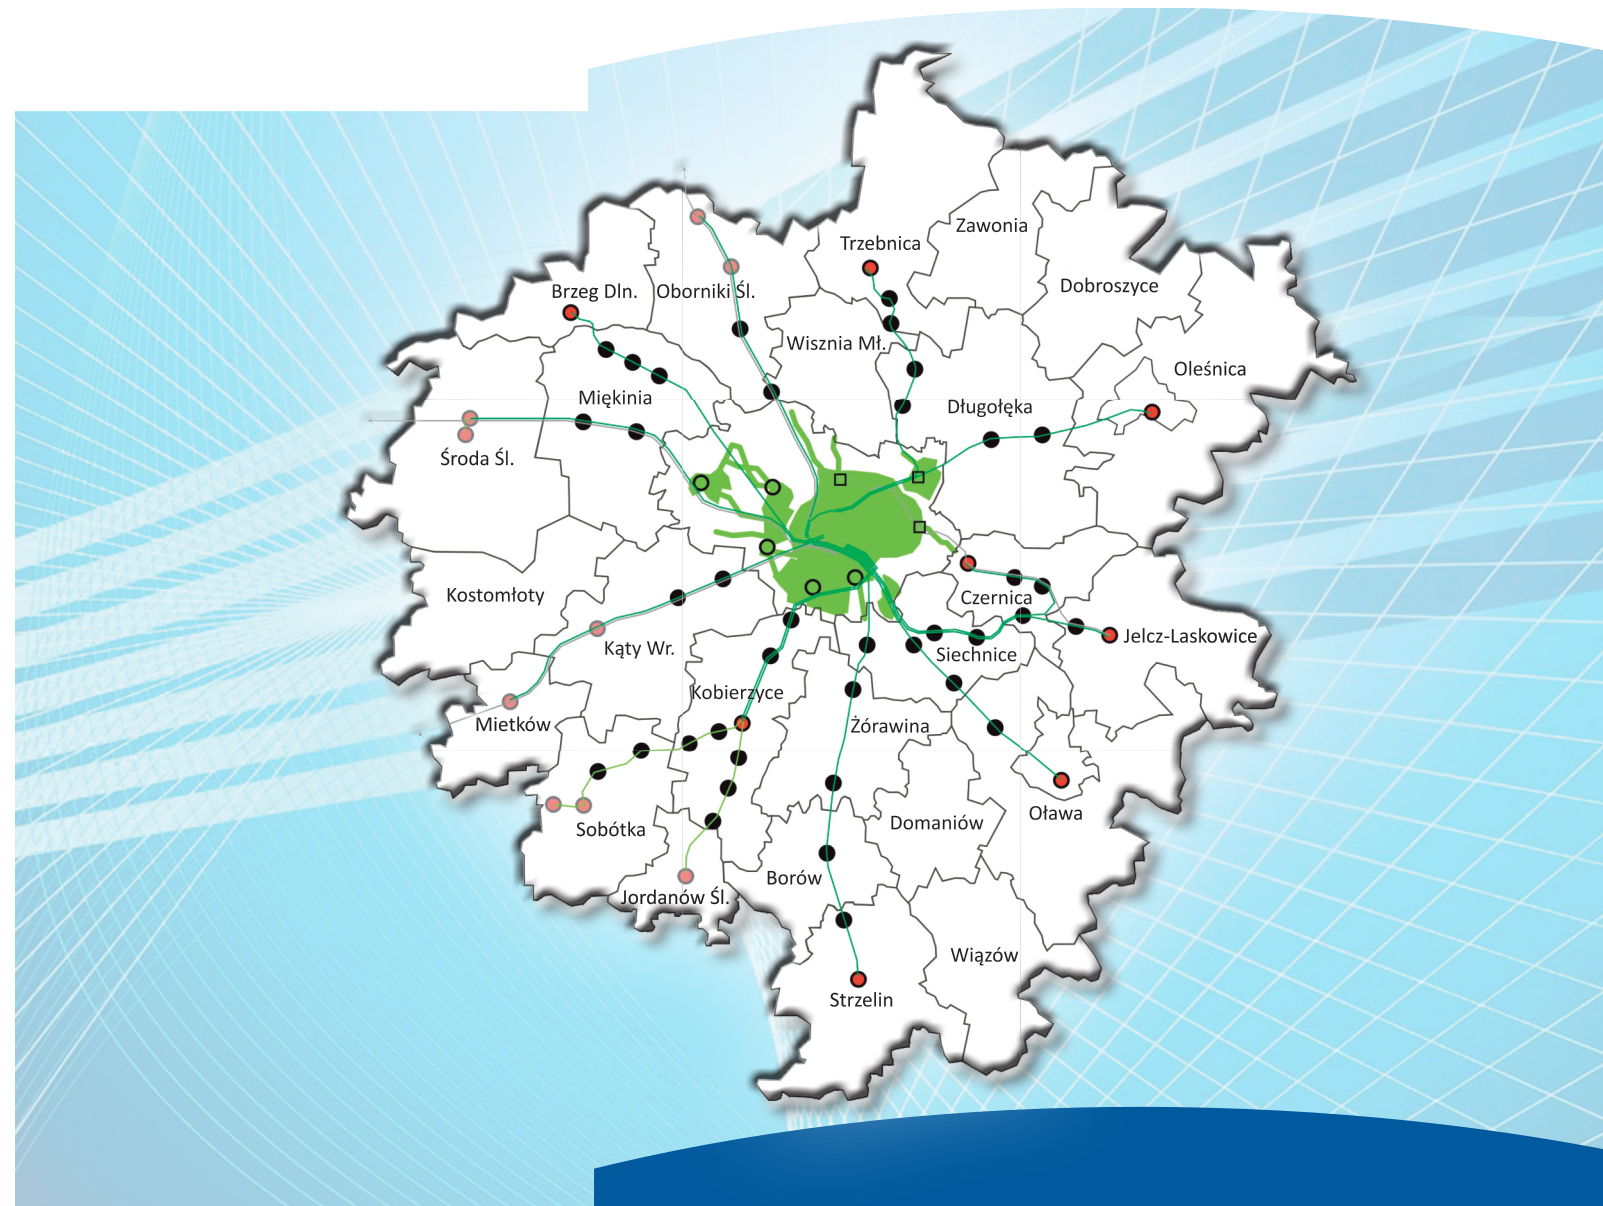 Zawonia
Trzebnica
Dobroszyce
Brzeg Dln.
Oborniki Śl.
Wisznia Mł.
Oleśnica
Miękinia
Długołęka
Środa Śl.
Kostomłoty
Czernica
Jelcz-Laskowice
Kąty Wr.
Siechnice
Kobierzyce
Mietków
Żórawina
Oława
Domaniów
Sobótka
Borów
Jordanów Śl.
Wiązów
Strzelin